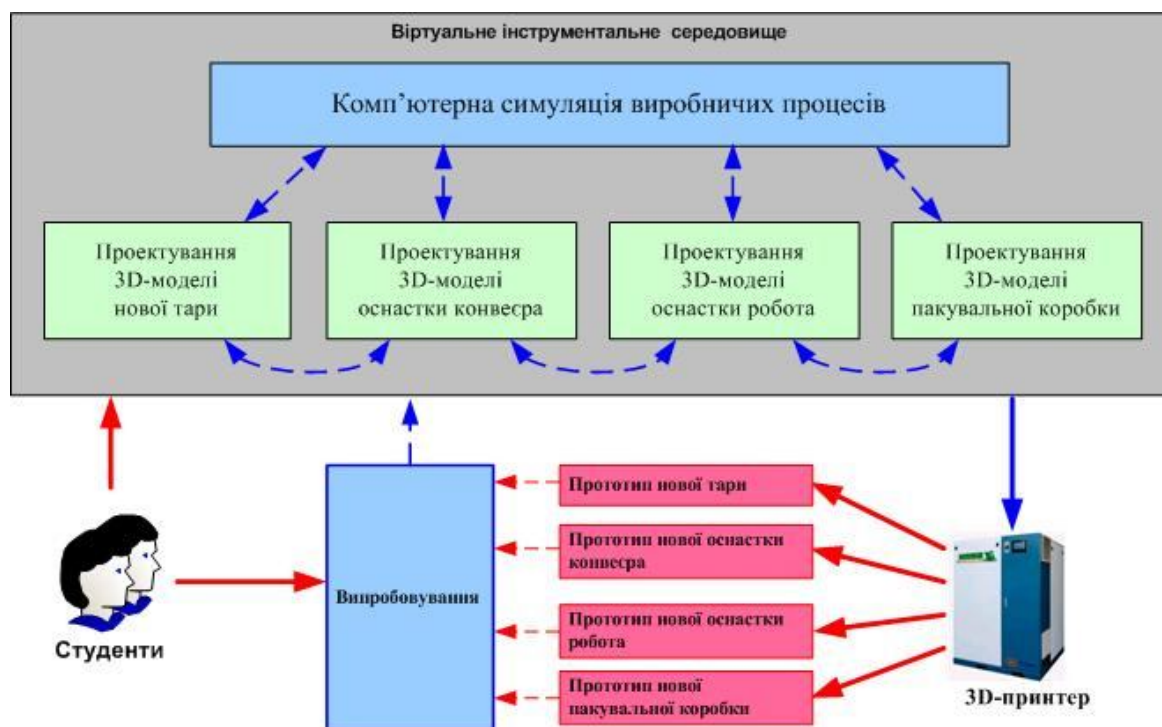 Віртуальне інструментальне середовище
Комп’ютерна симуляція виробничих процесів
Проектування
3D-моделі
нової тари
Проектування
3D-моделі
оснастки конвеєра
Проектування
3D-моделі
оснастки робота
Проектування
3D-моделі
пакувальної коробки
Студенти
Випробовування
Прототип нової тари
Прототип нової оснастки
конвеєра
Прототип нової оснастки
робота
Прототип нової
пакувальної коробки
3D-принтер